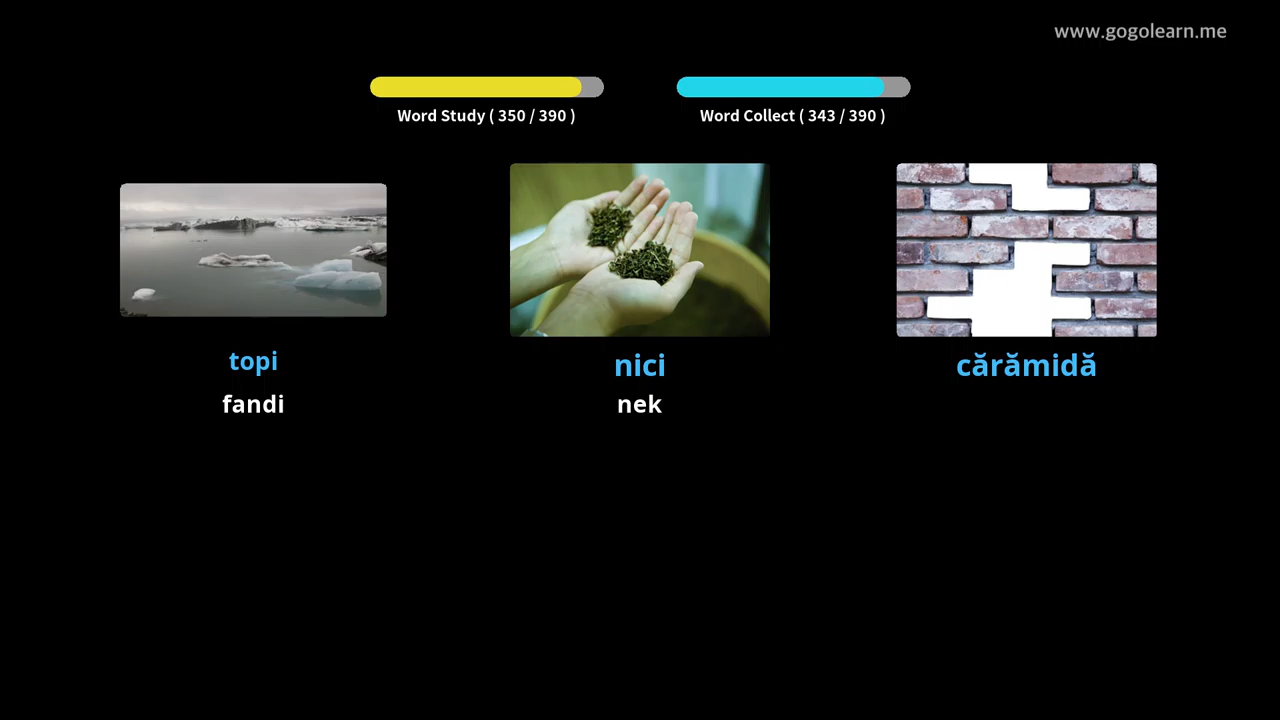 www.gogolearn.me
Word Study ( 350 / 390 )
Word Collect ( 343 / 390 )
topi
nici
cărămidă
fandi
nek